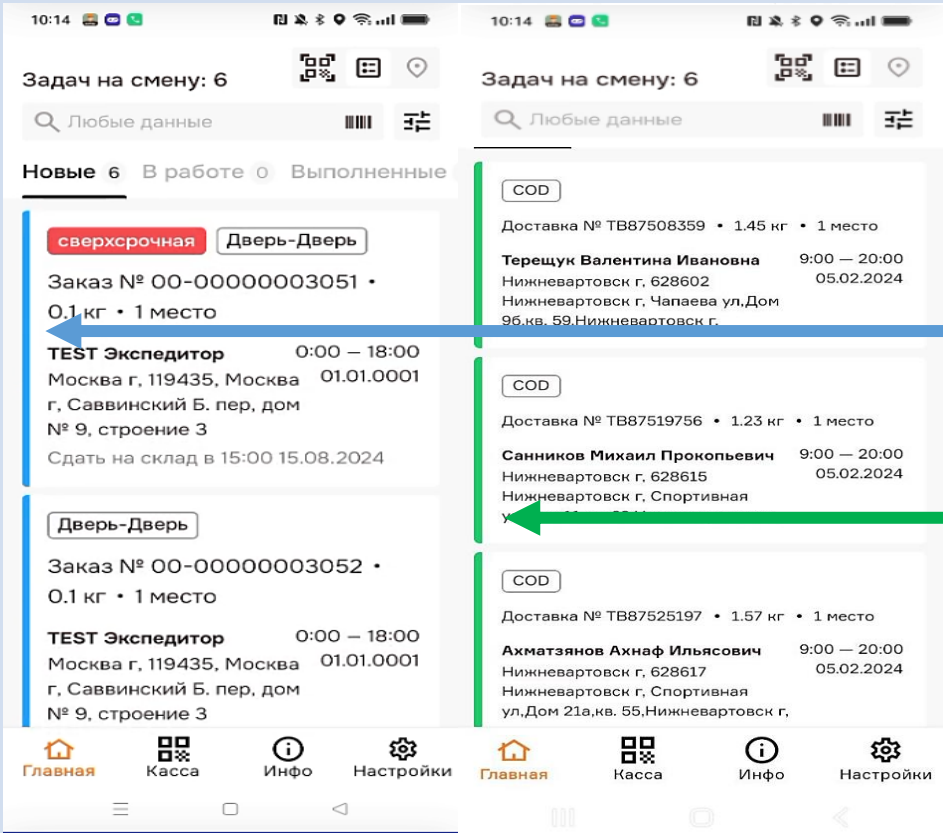 10:14
Задач на смену: 6
Любые данные
Новые 6 В работе 0 Выполненные
сверхсрочная Дверь-Дверь
Заказ № 00-00000003051 •
0.1 кг • 1 место
TEST Экспедитор 0:00 — 18:00
Москва г, 119435, Москва 01.01.0001
г, Саввинский Б. пер, дом
№ 9, строение 3
Сдать на склад в 15:00 15.08.2024
Дверь-Дверь
Заказ № 00-00000003052 •
0.1 кг • 1 место
TEST Экспедитор 0:00 — 18:00
Москва г, 119435, Москва 01.01.0001
г, Саввинский Б. пер, дом
№ 9, строение 3
Главная Касса Инфо Настройки
10:14
Задач на смену: 6
Любые данные
COD
Доставка № ТВ87508359 • 1.45 кг • 1 место
Терещук Валентина Ивановна 9:00 — 20:00
Нижневартовск г, 628602 05.02.2024
Нижневартовск г, Чапаева ул,Дом
9б,кв. 59,Нижневартовск г,
COD
Доставка № ТВ87519756 • 1.23 кг • 1 место
Санников Михаил Прокопьевич 9:00 — 20:00
Нижневартовск г, 628615 05.02.2024
Нижневартовск г, Спортивная
COD
Доставка № ТВ87525197 • 1.57 кг • 1 место
Ахматзянов Ахнаф Ильясович 9:00 — 20:00
Нижневартовск г, 628617 05.02.2024
Нижневартовск г, Спортивная
ул,Дом 21а,кв. 55,Нижневартовск г,
Главная Касса Инфо Настройки